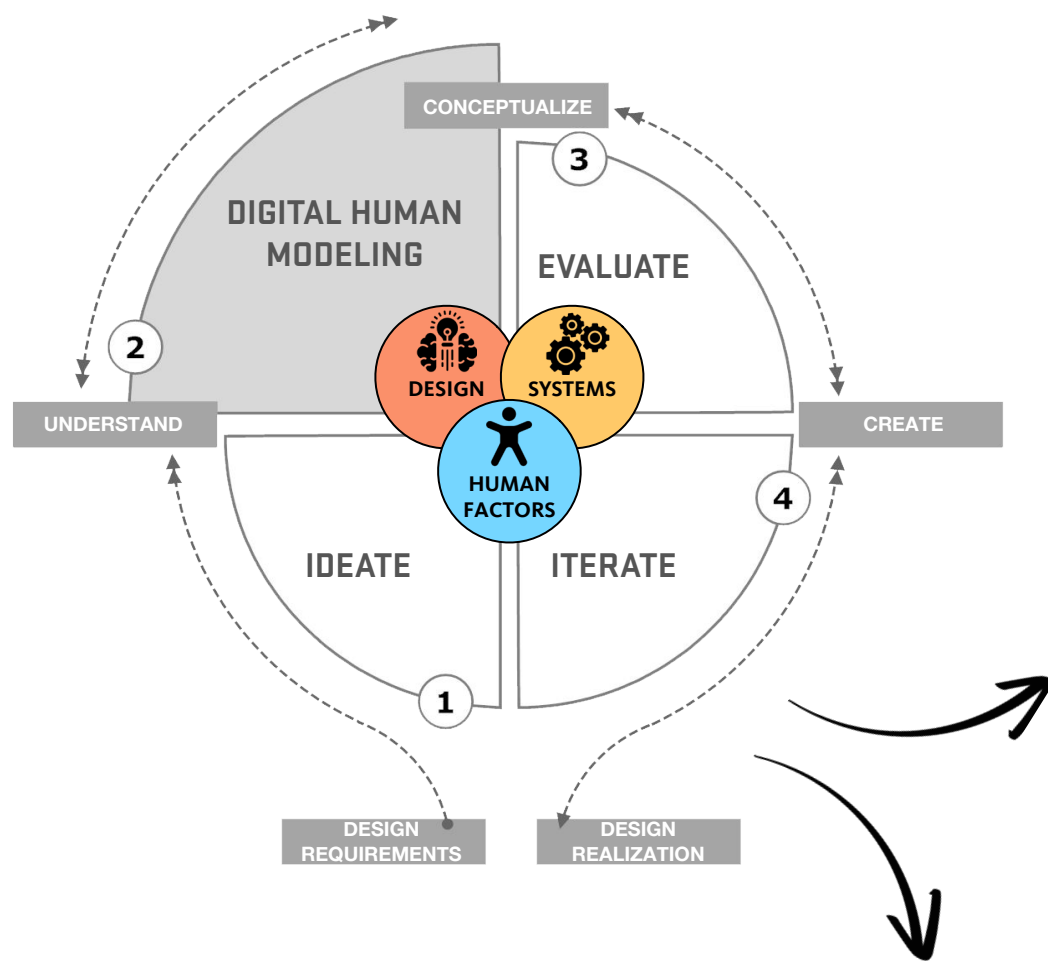 CONCEPTUALIZE
3
DIGITAL HUMAN
MODELING
EVALUATE
2
DESIGN
SYSTEMS
UNDERSTAND
CREATE
HUMAN
FACTORS
4
IDEATE
ITERATE
1
DESIGN
REQUIREMENTS
DESIGN
REALIZATION